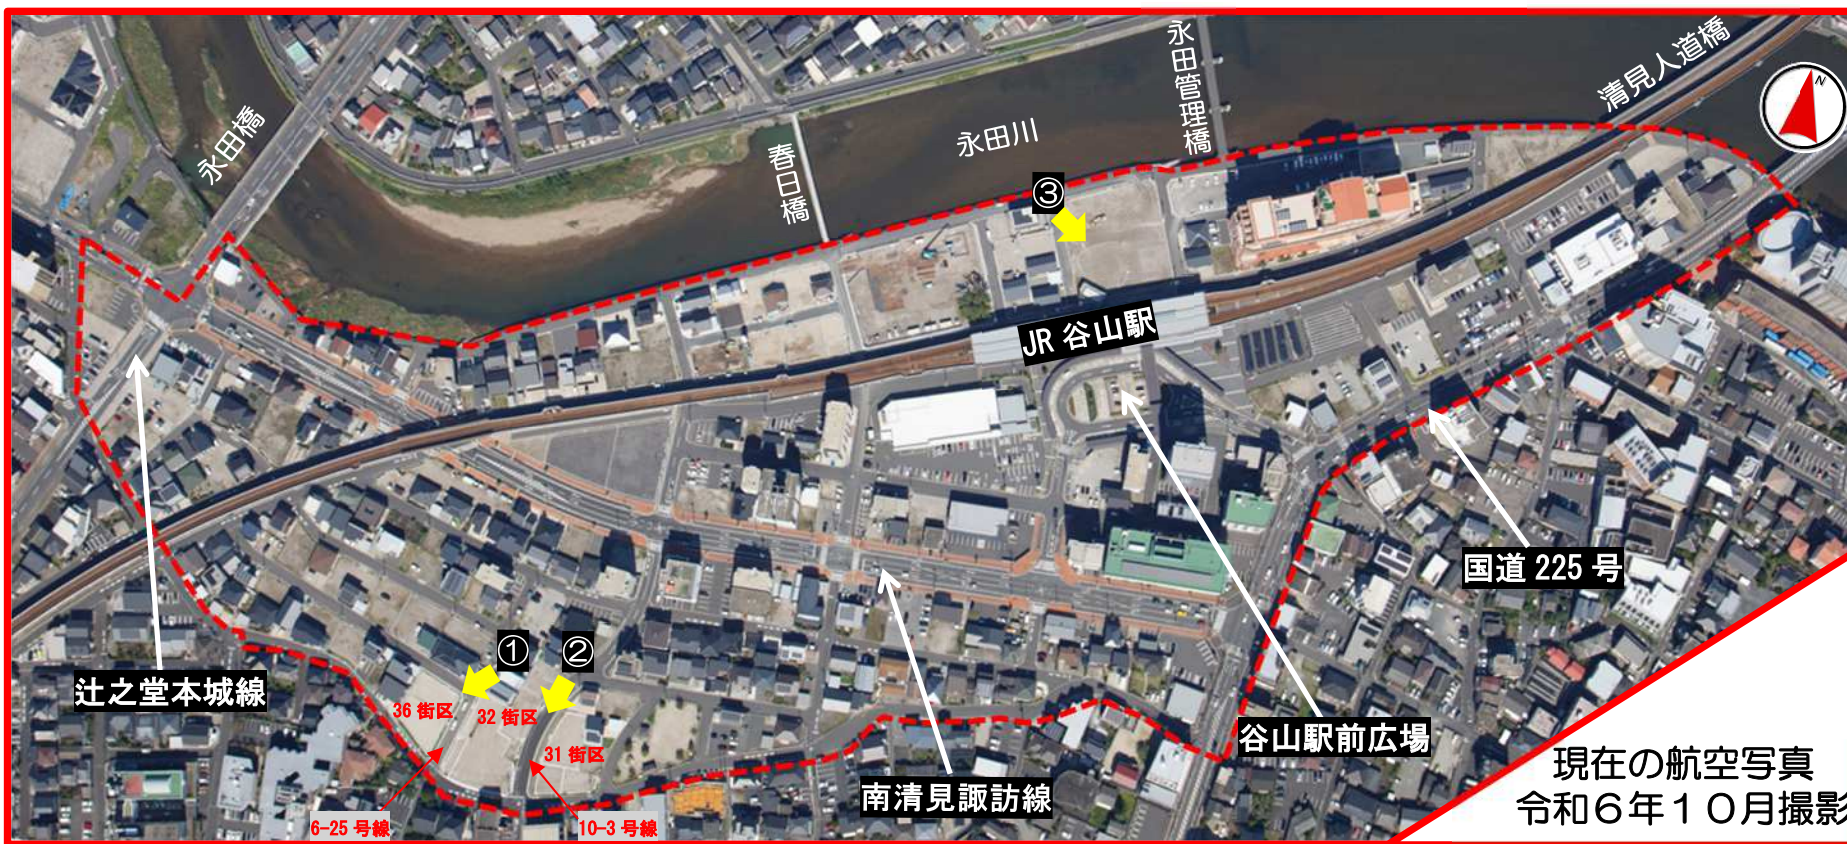 永田橋
春日橋
永田川
永田管理橋
清見人道橋
N
③
JR 谷山駅
国道 225 号
①
②
辻之堂本城線
36 街区
32 街区
31 街区
谷山駅前広場
南清見諏訪線
6-25 号線
10-3 号線
現在の航空写真
令和6年10月撮影